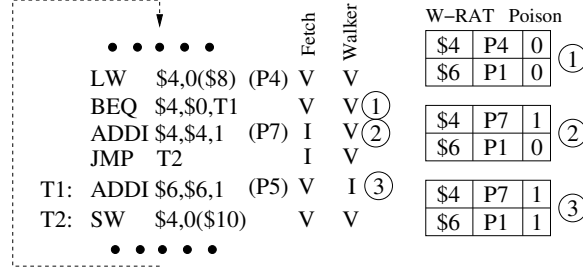 Fetch Walker W−RAT Poison
LW $4,0($8) (P4) V V $4 P4 0 1
BEQ $4,$0,T1 V V 1 $6 P1 0
ADDI $4,$4,1 (P7) I V 2 $4 P7 1 2
JMP T2 I V $6 P1 0
T1: ADDI $6,$6,1 (P5) V I 3 $4 P7 1 3
T2: SW $4,0($10) V V $6 P1 1